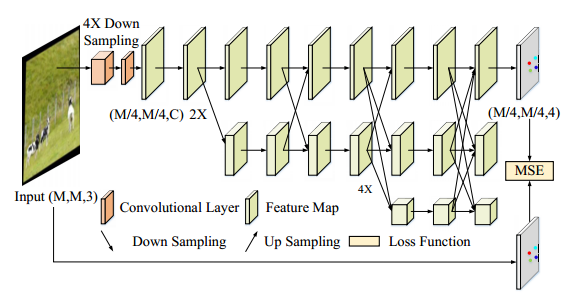 4X Down
Sampling
(M/4,M/4,C) 2X
(M/4,M/4,4)
MSE
4X
Input (M,M,3)
Convolutional Layer
Feature Map
Down Sampling
Up Sampling
Loss Function